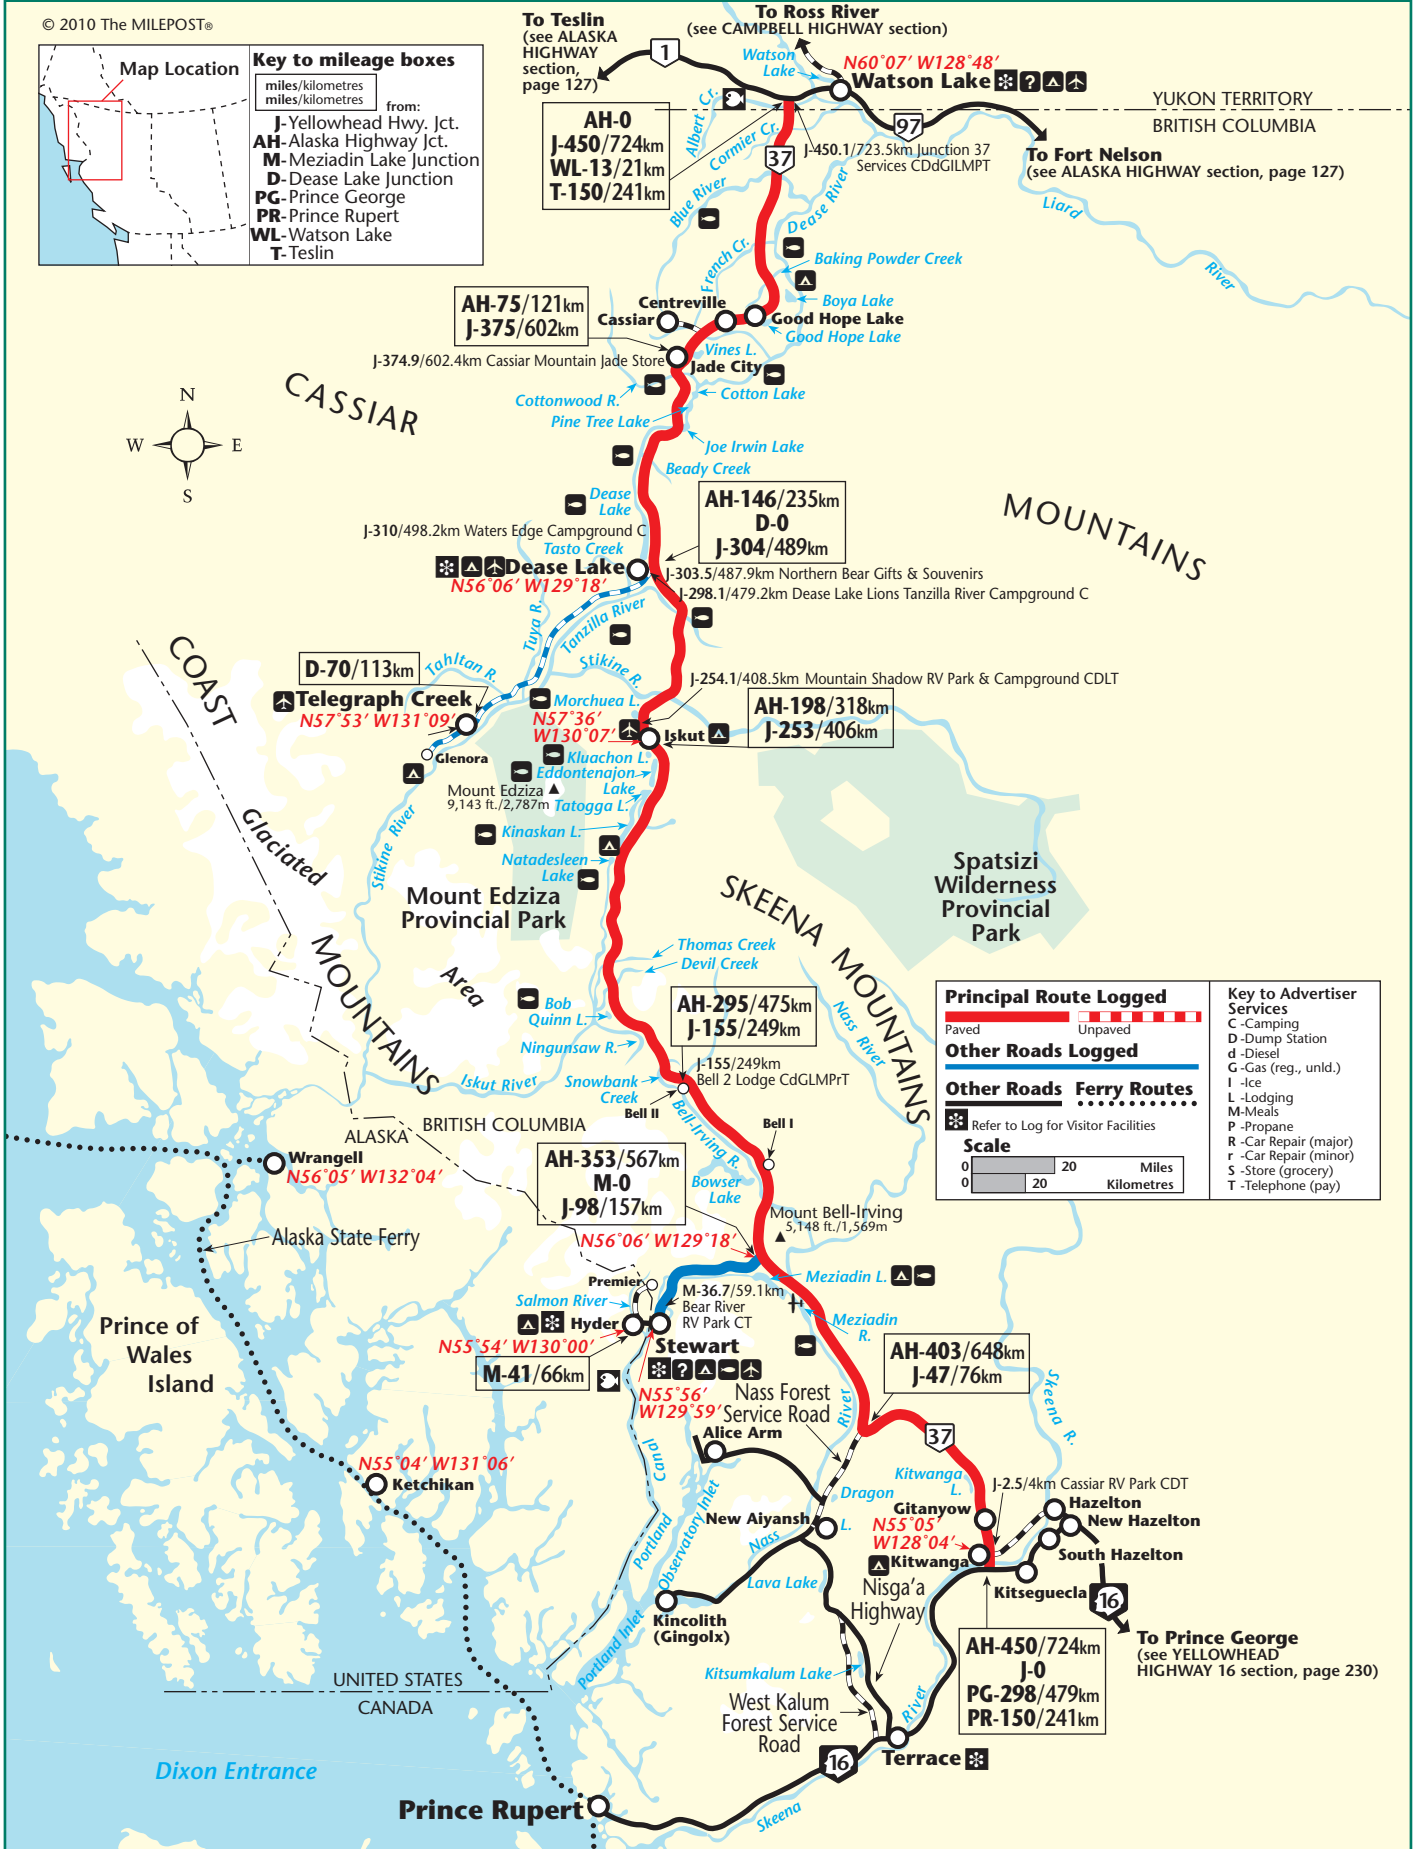 © 2010 The MILEPOST®
Map Location
Key to mileage boxes
miles/kilometres
miles/kilometres
from:
J-Yellowhead Hwy. Jct.
AH-Alaska Highway Jct.
M-Meziadin Lake Junction
D-Dease Lake Junction
PG-Prince George
PR-Prince Rupert
WL-Watson Lake
T-Teslin
To Teslin
(see ALASKA
HIGHWAY
section,
page 127)
To Ross River
(see CAMPBELL HIGHWAY section)
1
Watson
Lake
N60°07′ W128°48′
Watson Lake
?
YUKON TERRITORY
BRITISH COLUMBIA
97
To Fort Nelson
(see ALASKA HIGHWAY section, page 127)
AH-0
J-450/724km
WL-13/21km
T-150/241km
Albert Cr.
Cormier Cr.
37
J-450.1/723.5km Junction 37
Services CDdGILMPT
Blue River
Dease River
Liard
River
French Cr.
Baking Powder Creek
Boya Lake
AH-75/121km
J-375/602km
Centreville
Cassiar
Good Hope Lake
Good Hope Lake
Vines L.
J-374.9/602.4km Cassiar Mountain Jade Store
Jade City
Cottonwood R.
Cotton Lake
Pine Tree Lake
Joe Irwin Lake
Beady Creek
CASSIAR
MOUNTAINS
N
W
E
S
Dease
Lake
AH-146/235km
D-0
J-304/489km
J-310/498.2km Waters Edge Campground C
Tasto Creek
Dease Lake
N56°06′ W129°18′
J-303.5/487.9km Northern Bear Gifts & Souvenirs
J-298.1/479.2km Dease Lake Lions Tanzilla River Campground C
Tuya R.
Tanzilla River
COAST
MOUNTAINS
D-70/113km
Tahltan R.
Stikine R.
Telegraph Creek
N57°53′ W131°09′
Glenora
Morchuea L.
N57°36′
W130°07′
J-254.1/408.5km Mountain Shadow RV Park & Campground CDLT
AH-198/318km
J-253/406km
Iskut
Kluachon L.
Eddontenajon
Lake
Mount Edziza
9,143 ft./2,787m
Tatogga L.
Kinaskan L.
Natadesleen
Lake
Stikine River
Glaciated
Area
Mount Edziza
Provincial Park
Spatsizi
Wilderness
Provincial
Park
SKEENA MOUNTAINS
Thomas Creek
Devil Creek
Bob
Quinn L.
AH-295/475km
J-155/249km
Nass River
Ningunsaw R.
Iskut River
Snowbank
Creek
J-155/249km
Bell 2 Lodge CdGLMPrT
Bell II
Bell-Irving R.
Bell I
Principal Route Logged
Paved
Unpaved
Other Roads Logged
Other Roads
Ferry Routes
Refer to Log for Visitor Facilities
Scale
0
20
Miles
0
20
Kilometres
Key to Advertiser
Services
C -Camping
D -Dump Station
d -Diesel
G -Gas (reg., unld.)
I -Ice
L -Lodging
M-Meals
P -Propane
R -Car Repair (major)
r -Car Repair (minor)
S -Store (grocery)
T -Telephone (pay)
ALASKA
BRITISH COLUMBIA
Wrangell
N56°05′ W132°04′
Alaska State Ferry
AH-353/567km
M-0
J-98/157km
Bowser
Lake
Mount Bell-Irving
5,148 ft./1,569m
N56°06′ W129°18′
Meziadin L.
Premier
Salmon River
M-36.7/59.1km
Bear River
RV Park CT
Meziadin
R.
Hyder
N55°54′ W130°00′
Stewart
?
M-41/66km
N55°56′
W129°59′
Prince of
Wales
Island
AH-403/648km
J-47/76km
Nass Forest
Service Road
River
Skeena R.
Alice Arm
37
N55°04′ W131°06′
Ketchikan
Canal
Portland
Observatory Inlet
Kitwanga
L.
J-2.5/4km Cassiar RV Park CDT
Dragon
L.
Gitanyow
Hazelton
New Hazelton
New Aiyansh
N55°05′
W128°04′
Nass
South Hazelton
Kitwanga
Lava Lake
Nisga'a
Highway
Kitseguecla
16
Kincolith
(Gingolx)
Portland Inlet
To Prince George
(see YELLOWHEAD
HIGHWAY 16 section, page 230)
AH-450/724km
J-0
PG-298/479km
PR-150/241km
UNITED STATES
CANADA
Kitsumkalum Lake
West Kalum
Forest Service
Road
River
16
Terrace
Dixon Entrance
Prince Rupert
Skeena